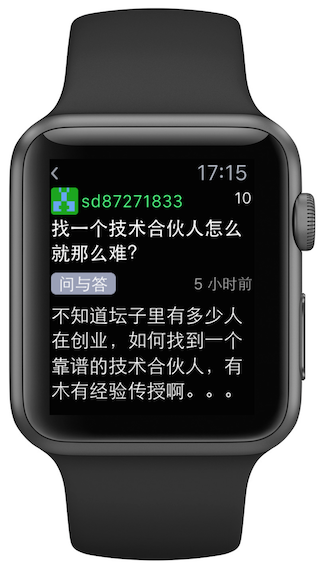 17:15
sd87271833 10
找一个技术合伙人怎么
就那么难?
问与答 5 小时前
不知道坛子里有多少人
在创业，如何找到一个
靠谱的技术合伙人，有
木有经验传授啊。。。